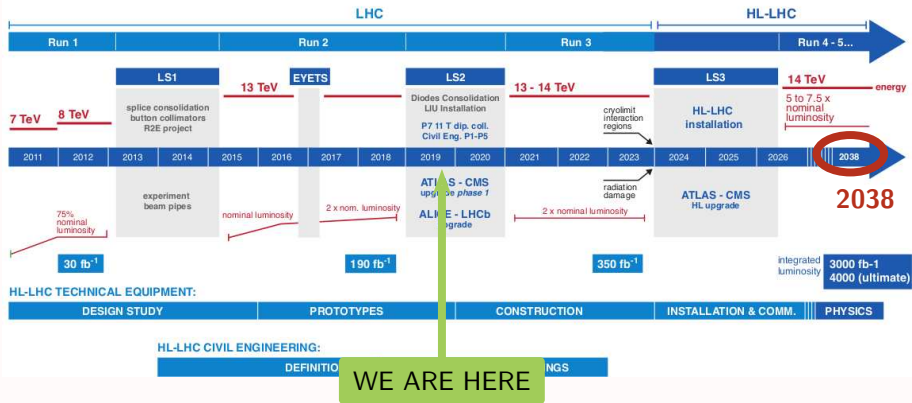 LHC
HL-LHC
Run 1
Run 2
Run 3
Run 4 - 5...
LS1
EYETS
LS2
LS3
14 TeV
energy
13 TeV
13 - 14 TeV
7 TeV
8 TeV
splice consolidation
button collimators
R2E project
Diodes Consolidation
LIU Installation
P7 11 T dip. coll.
Civil Eng. P1-P5
cryolimit
interaction
regions
HL-LHC
installation
5 to 7.5 x
nominal
luminosity
2011
2012
2013
2014
2015
2016
2017
2018
2019
2020
2021
2022
2023
2024
2025
2026
2038
2038
experiment
beam pipes
ATLAS - CMS
upgrade phase 1
ALICE - LHCb
radiation
damage
ATLAS - CMS
HL upgrade
75%
nominal
luminosity
nominal luminosity
2 x nom. luminosity
2 x nominal luminosity
30 fb-1
190 fb-1
350 fb-1
integrated
luminosity
3000 fb-1
4000 (ultimate)
HL-LHC TECHNICAL EQUIPMENT:
DESIGN STUDY
PROTOTYPES
CONSTRUCTION
INSTALLATION & COMM.
PHYSICS
HL-LHC CIVIL ENGINEERING:
WE ARE HERE